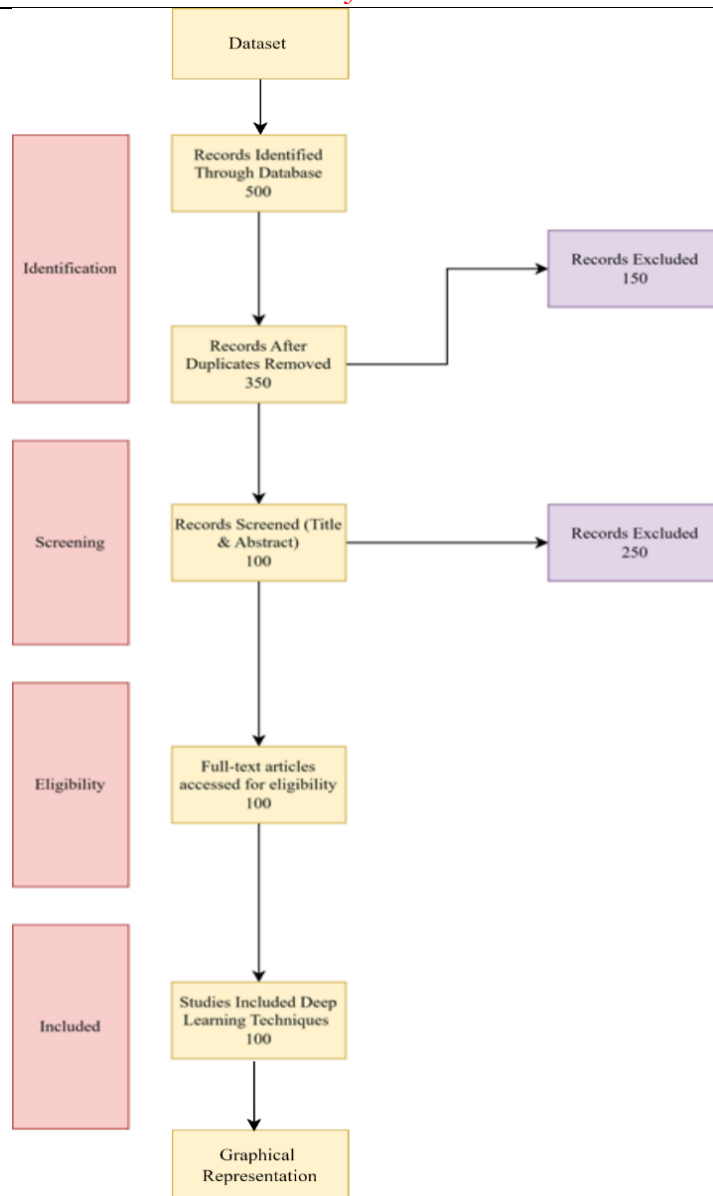 Dataset
Records Identified
Through Database
500
Identification
Records Excluded
150
Records After
Duplicates Removed
350
Records Screened (Title
& Abstract)
100
Screening
Records Excluded
250
Full-text articles
accessed for eligibility
100
Eligibility
Studies Included Deep
Learning Techniques
100
Included
Graphical
Representation